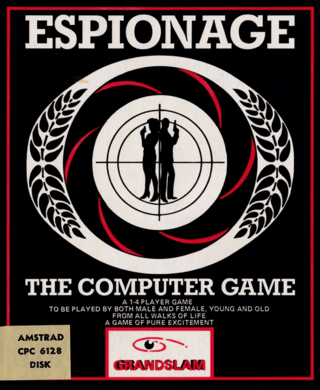 ESPIONAGE
THE COMPUTER GAME
A 1-4 PLAYER GAME
TO BE PLAYED BY BOTH MALE AND FEMALE, YOUNG AND OLD
FROM ALL WALKS OF LIFE
A GAME OF PURE EXCITEMENT
AMSTRAD
CPC 6128
DISK
GRANDSLAM